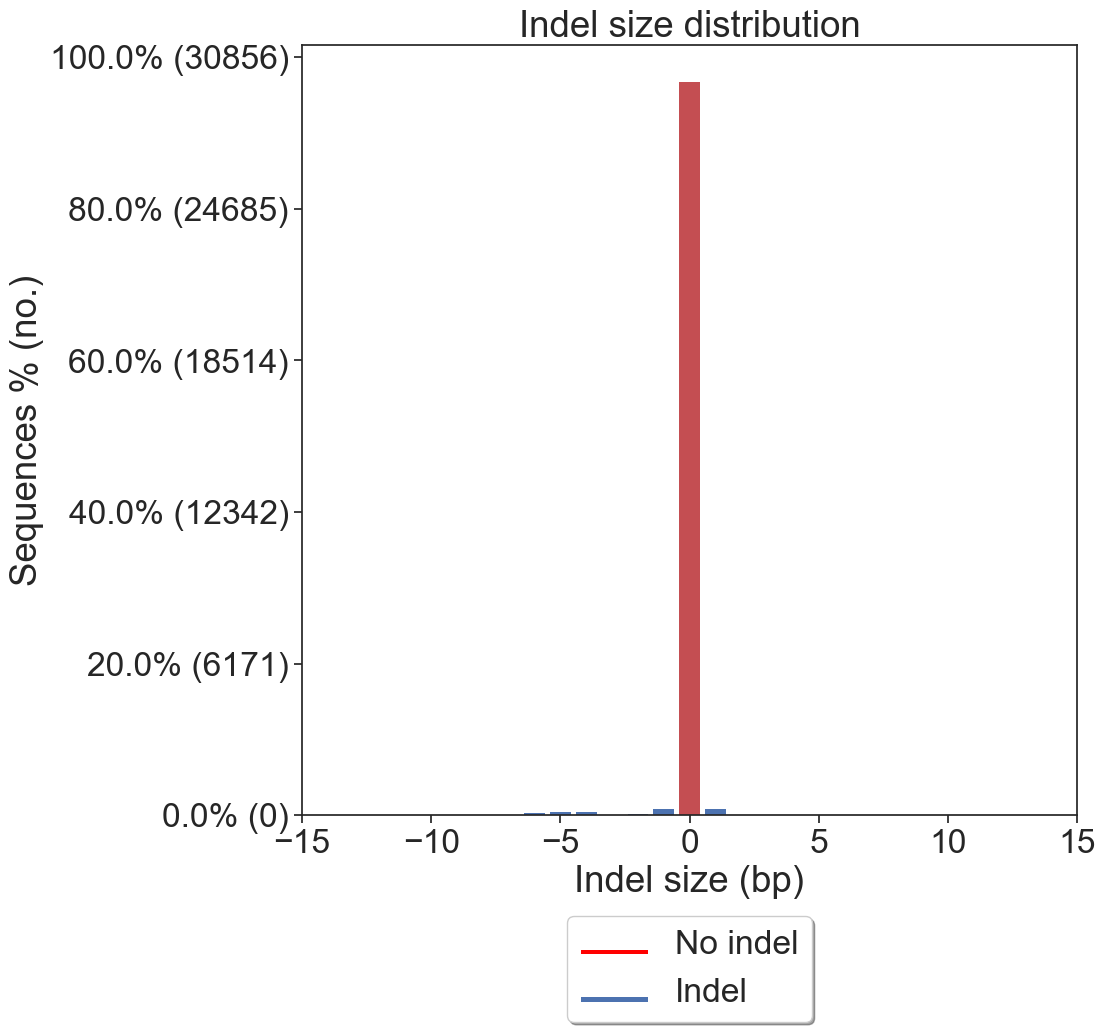 Indel size distribution
100.0% (30856)
80.0% (24685)
60.0% (18514)
40.0% (12342)
20.0% (6171)
0.0% (0)
Sequences % (no.)
−15 −10 −5 0 5 10 15
Indel size (bp)
No indel
Indel